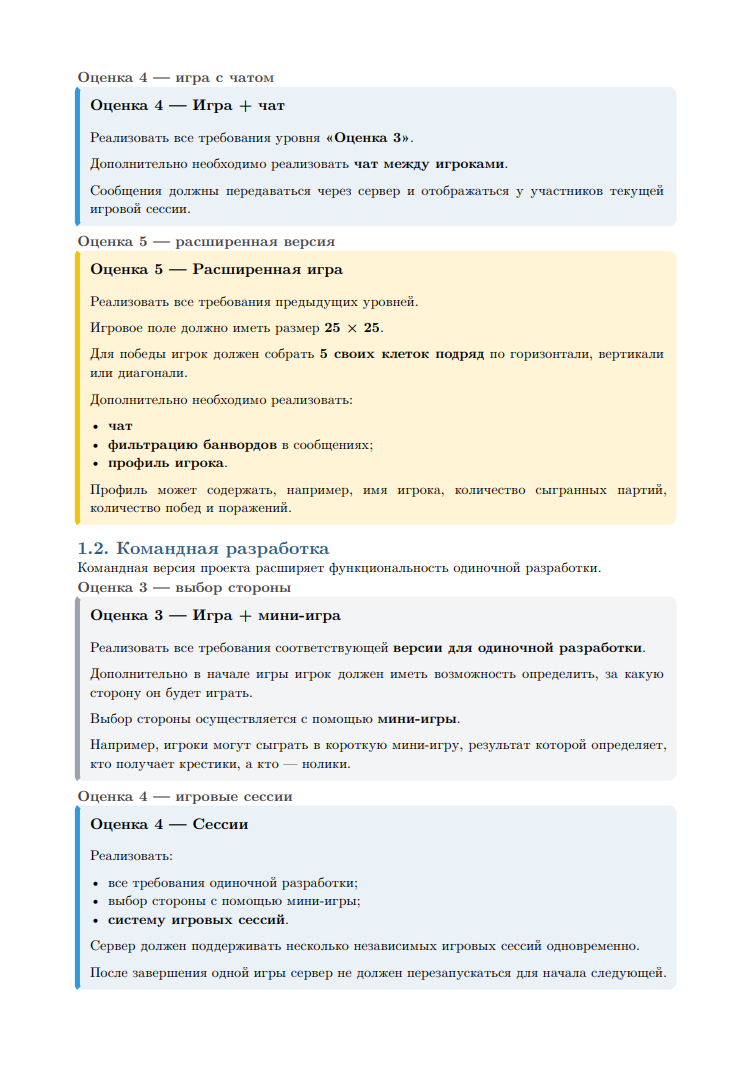 Оценка 4 — игра с чатом
Оценка 4 — Игра + чат
Реализовать все требования уровня «Оценка 3».
Дополнительно необходимо реализовать чат между игроками.
Сообщения должны передаваться через сервер и отображаться у участников текущей
игровой сессии.
Оценка 5 — расширенная версия
Оценка 5 — Расширенная игра
Реализовать все требования предыдущих уровней.
Игровое поле должно иметь размер 25 × 25.
Для победы игрок должен собрать 5 своих клеток подряд по горизонтали, вертикали
или диагонали.
Дополнительно необходимо реализовать:
• чат
• фильтрацию банвордов в сообщениях;
• профиль игрока.
Профиль может содержать, например, имя игрока, количество сыгранных партий,
количество побед и поражений.
1.2. Командная разработка
Командная версия проекта расширяет функциональность одиночной разработки.
Оценка 3 — выбор стороны
Оценка 3 — Игра + мини-игра
Реализовать все требования соответствующей версии для одиночной разработки.
Дополнительно в начале игры игрок должен иметь возможность определить, за какую
сторону он будет играть.
Выбор стороны осуществляется с помощью мини-игры.
Например, игроки могут сыграть в короткую мини-игру, результат которой определяет,
кто получает крестики, а кто — нолики.
Оценка 4 — игровые сессии
Оценка 4 — Сессии
Реализовать:
• все требования одиночной разработки;
• выбор стороны с помощью мини-игры;
• систему игровых сессий.
Сервер должен поддерживать несколько независимых игровых сессий одновременно.
После завершения одной игры сервер не должен перезапускаться для начала следующей.